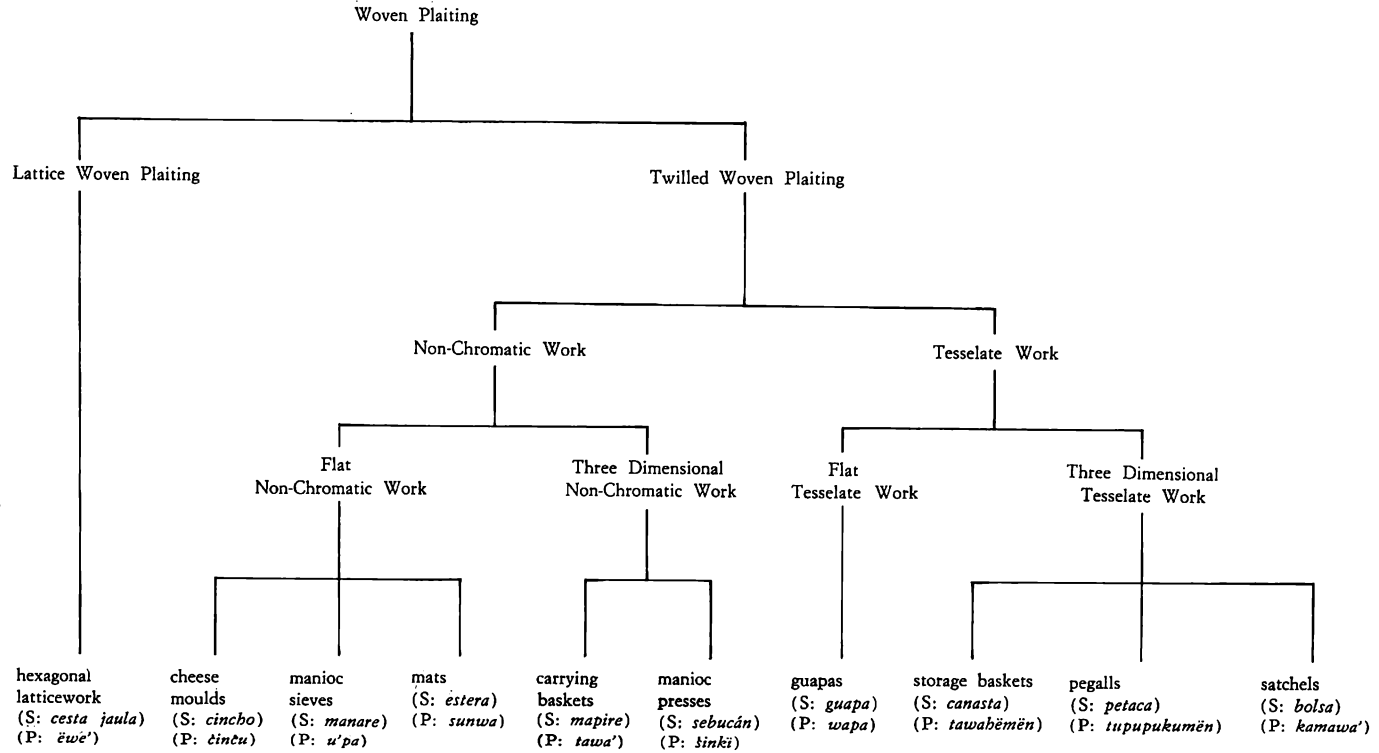 Woven Plaiting
Lattice Woven Plaiting
Twilled Woven Plaiting
Non-Chromatic Work
Tesselate Work
Flat
Non-Chromatic Work
Three Dimensional
Non-Chromatic Work
Flat
Tesselate Work
Three Dimensional
Tesselate Work
hexagonal
latticework
(S: cesta jaula)
(P: ëwë')
cheese
moulds
(S: cincho)
(P: činču)
manioc
sieves
(S: manare)
(P: u'pa)
mats
(S: estera)
(P: sunwa)
carrying
baskets
(S: mapire)
(P: tawa')
manioc
presses
(S: sebucán)
(P: šinkï)
guapas
(S: guapa)
(P: wapa)
storage baskets
(S: canasta)
(P: tawahëmën)
pegalls
(S: petaca)
(P: tupupukumën)
satchels
(S: bolsa)
(P: kamawa')